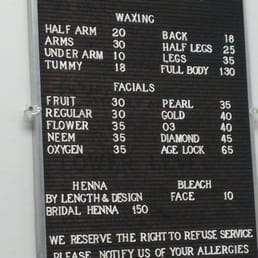 WAXING
HALF ARM 20 BACK 18
ARMS 30 HALF LEGS 25
UNDER ARM 10 LEGS 35
TUMMY 18 FULL BODY 130
FACIALS
FRUIT 30 PEARL 35
REGULAR 30 GOLD 40
FLOWER 35 O3 40
NEEM 35 DIAMOND 45
OXYGEN 35 AGE LOCK 65
HENNA BLEACH
BY LENGTH & DESIGN FACE 10
BRIDAL HENNA 150
WE RESERVE THE RIGHT TO REFUSE SERVICE
PLEASE NOTIFY US OF YOUR ALLERGIES